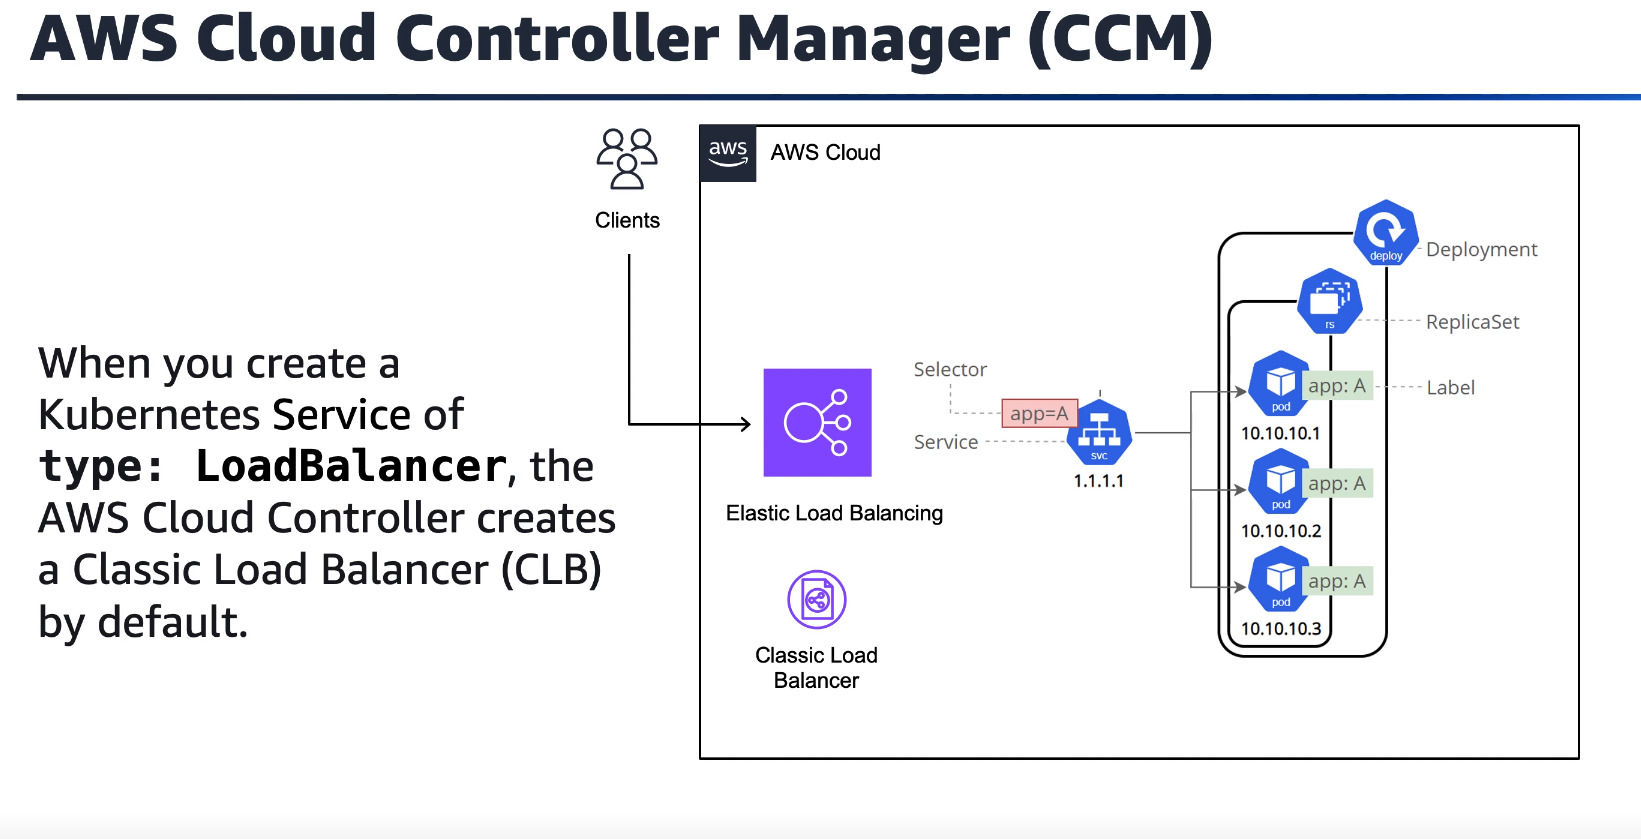 AWS Cloud Controller Manager (CCM)
Clients
aws
AWS Cloud
When you create a
Kubernetes Service of
type: LoadBalancer, the
AWS Cloud Controller creates
a Classic Load Balancer (CLB)
by default.
Elastic Load Balancing
Classic Load
Balancer
Selector
app=A
Service
svc
1.1.1.1
deploy
Deployment
rs
ReplicaSet
pod
app: A
Label
10.10.10.1
pod
app: A
10.10.10.2
pod
app: A
10.10.10.3